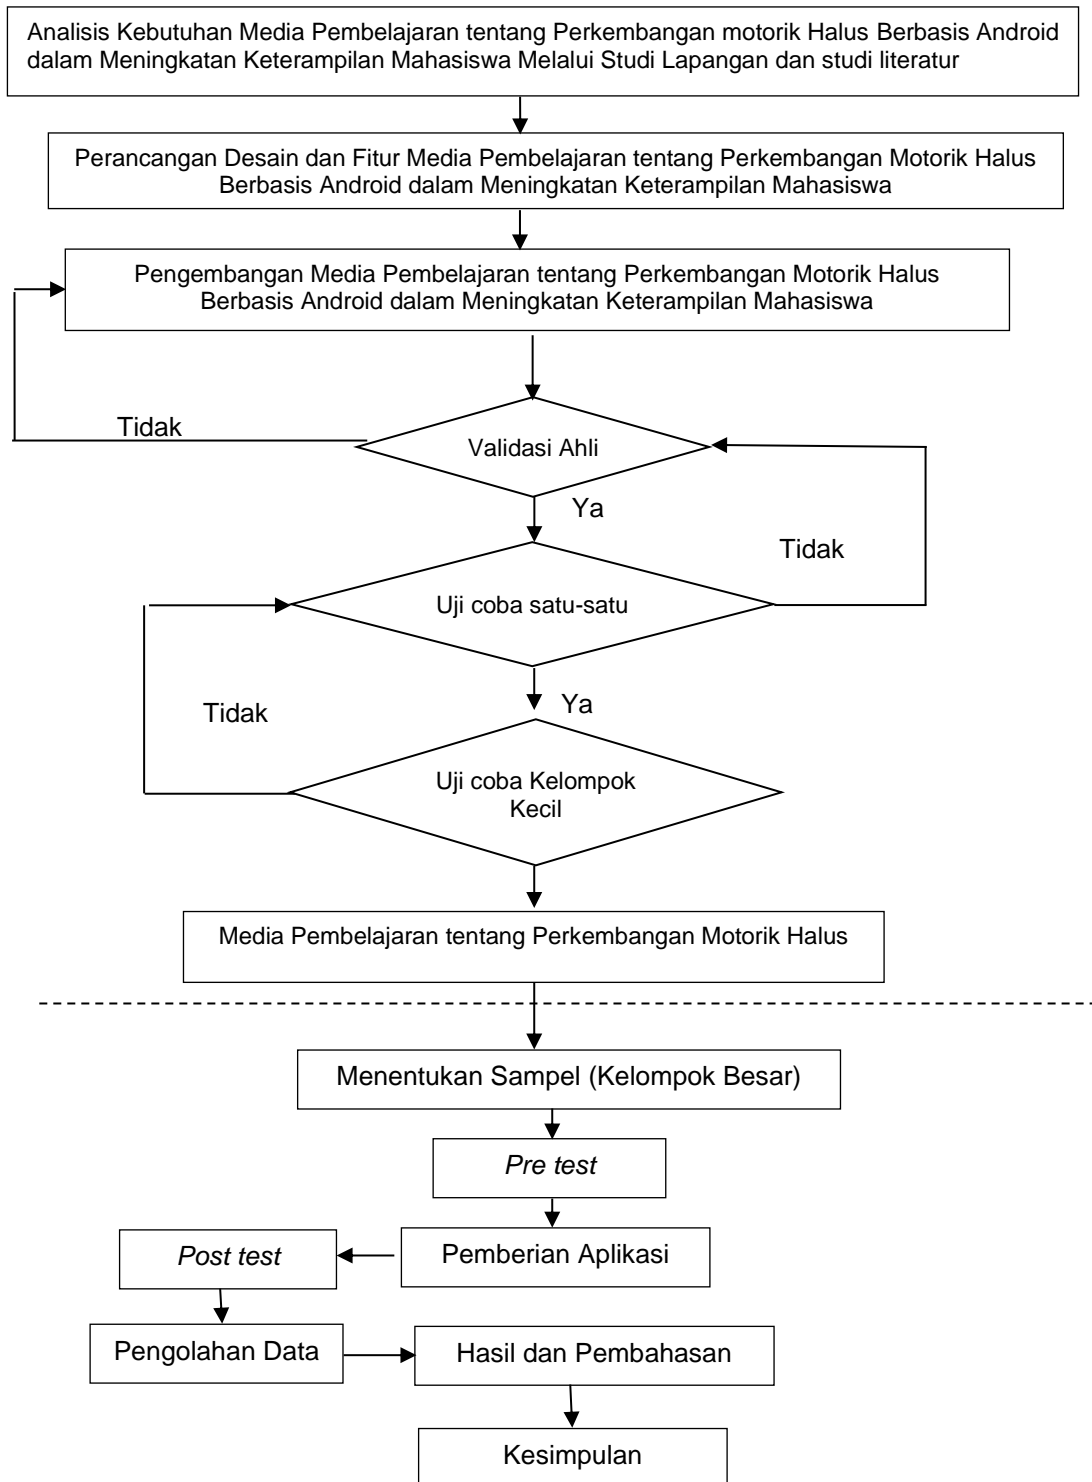 Analisis Kebutuhan Media Pembelajaran tentang Perkembangan motorik Halus Berbasis Android
dalam Meningkatan Keterampilan Mahasiswa Melalui Studi Lapangan dan studi literatur
Perancangan Desain dan Fitur Media Pembelajaran tentang Perkembangan Motorik Halus
Berbasis Android dalam Meningkatan Keterampilan Mahasiswa
Pengembangan Media Pembelajaran tentang Perkembangan Motorik Halus
Berbasis Android dalam Meningkatan Keterampilan Mahasiswa
Tidak
Validasi Ahli
Ya
Tidak
Uji coba satu-satu
Ya
Tidak
Uji coba Kelompok
Kecil
Media Pembelajaran tentang Perkembangan Motorik Halus
Menentukan Sampel (Kelompok Besar)
Pre test
Pemberian Aplikasi
Post test
Pengolahan Data
Hasil dan Pembahasan
Kesimpulan